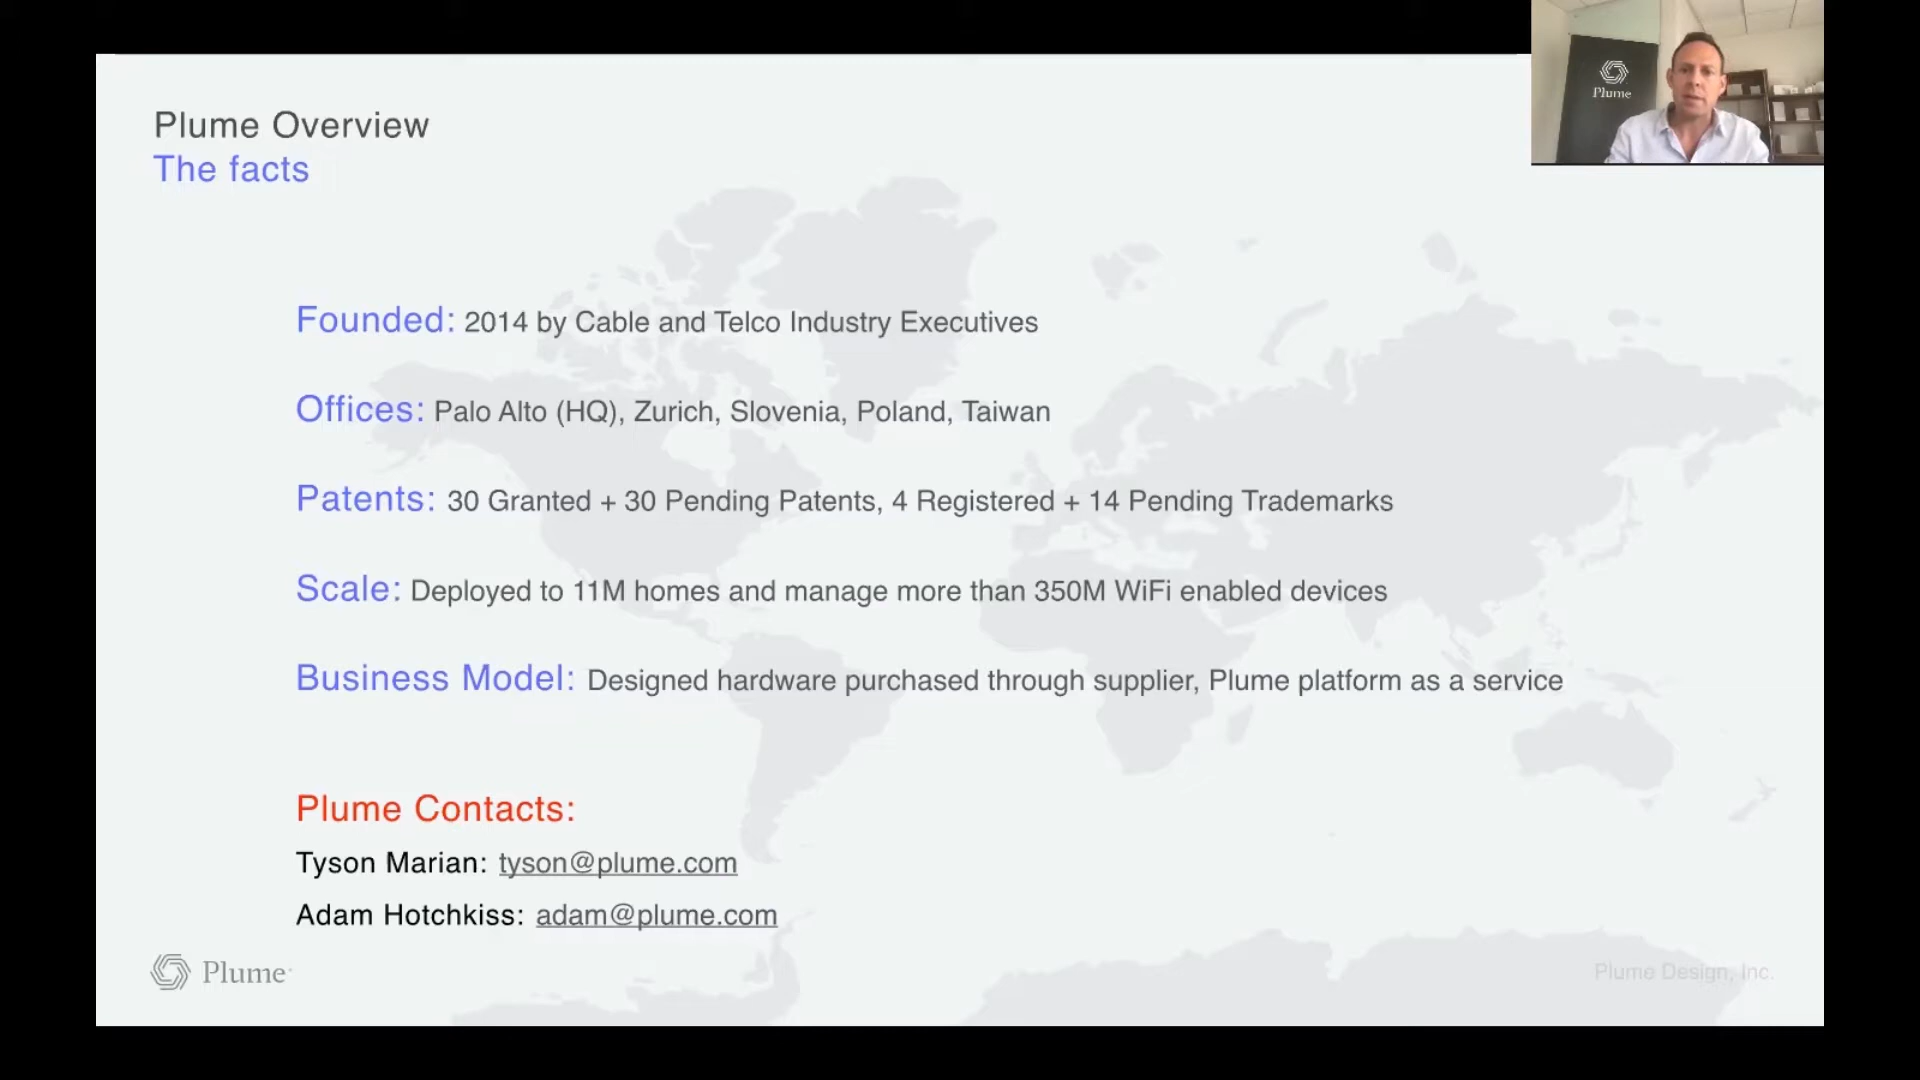 Plume
Plume Overview
The facts
Founded: 2014 by Cable and Telco Industry Executives
Offices: Palo Alto (HQ), Zurich, Slovenia, Poland, Taiwan
Patents: 30 Granted + 30 Pending Patents, 4 Registered + 14 Pending Trademarks
Scale: Deployed to 11M homes and manage more than 350M WiFi enabled devices
Business Model: Designed hardware purchased through supplier, Plume platform as a service
Plume Contacts:
Tyson Marian: tyson@plume.com
Adam Hotchkiss: adam@plume.com
Plume
Plume Design, Inc.